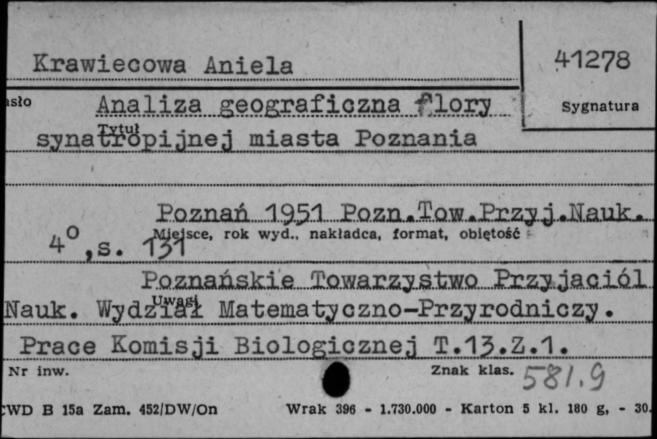 Krawiecowa Aniela
41278
asło
Analiza geograficzna flory
Sygnatura
Tytuł
synatropijnej miasta Poznania
Poznań 1951 Pozn.Tow.Przyj.Nauk.
Miejsce, rok wyd., nakładca, format, objętość
4°,s. 131
Poznańskie Towarzystwo Przyjaciół
Uwagi
Nauk. Wydział Matematyczno-Przyrodniczy.
Prace Komisji Biologicznej T.13.Z.1.
Nr inw.
Znak klas. 581.9
CWD B 15a Zam. 452/DW/On Wrak 396 - 1.730.000 - Karton 5 kl. 180 g, - 30.